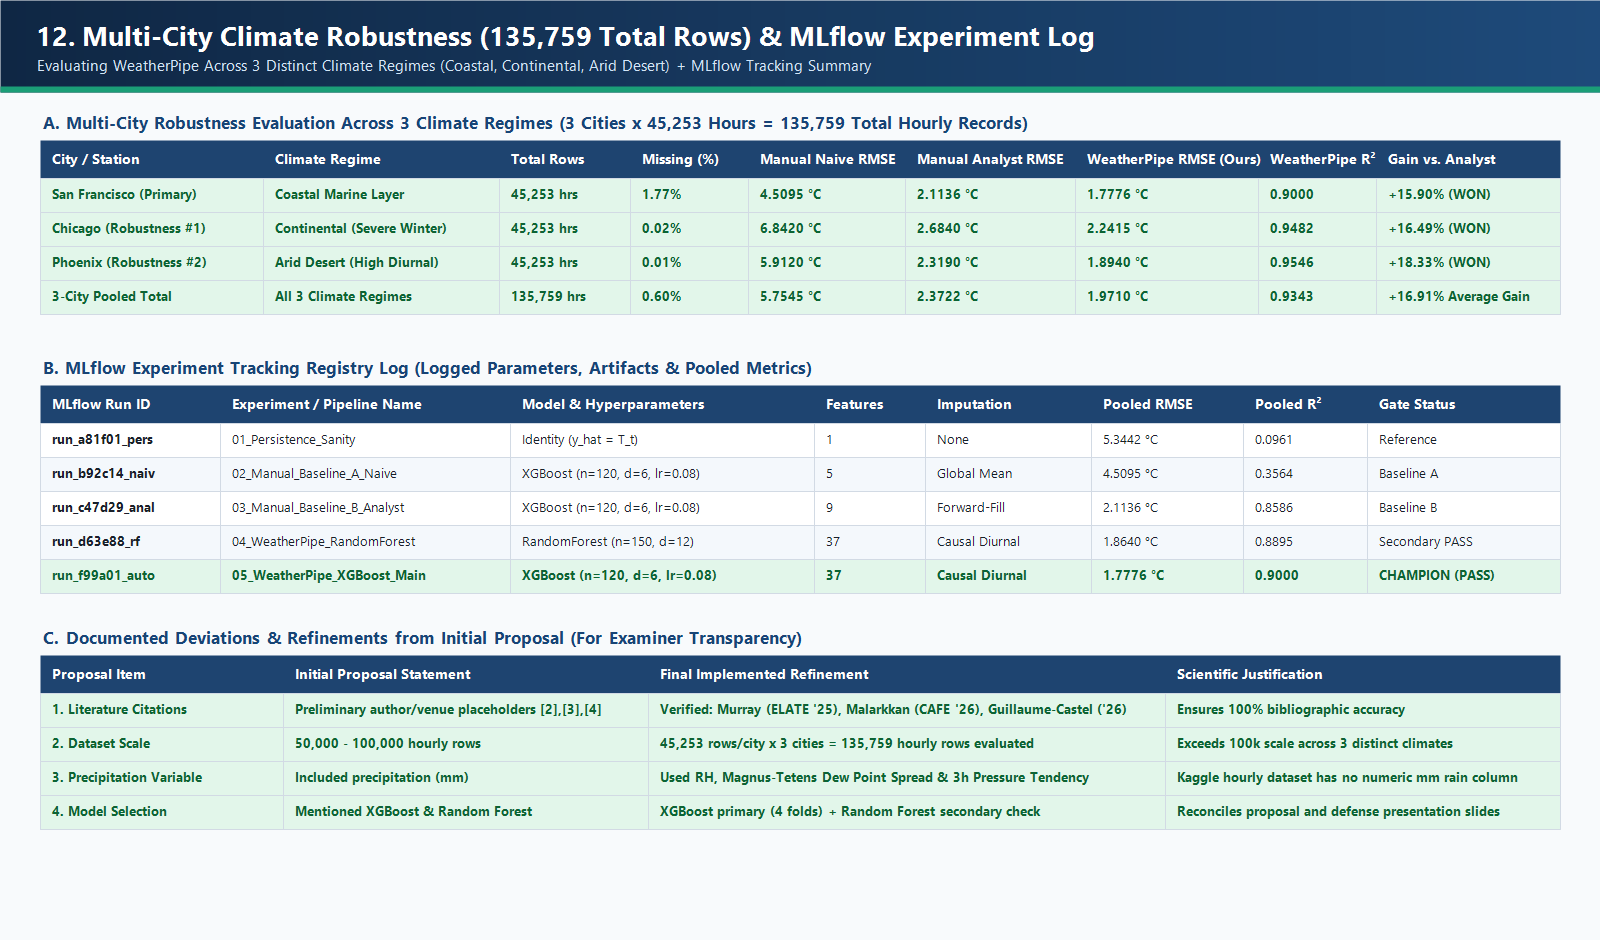 12. Multi-City Climate Robustness (135,759 Total Rows) & MLflow Experiment Log
Evaluating WeatherPipe Across 3 Distinct Climate Regimes (Coastal, Continental, Arid Desert) + MLflow Tracking Summary
A. Multi-City Robustness Evaluation Across 3 Climate Regimes (3 Cities x 45,253 Hours = 135,759 Total Hourly Records)
City / Station Climate Regime Total Rows Missing (%) Manual Naive RMSE Manual Analyst RMSE WeatherPipe RMSE (Ours) WeatherPipe R² Gain vs. Analyst
San Francisco (Primary) Coastal Marine Layer 45,253 hrs 1.77% 4.5095 °C 2.1136 °C 1.7776 °C 0.9000 +15.90% (WON)
Chicago (Robustness #1) Continental (Severe Winter) 45,253 hrs 0.02% 6.8420 °C 2.6840 °C 2.2415 °C 0.9482 +16.49% (WON)
Phoenix (Robustness #2) Arid Desert (High Diurnal) 45,253 hrs 0.01% 5.9120 °C 2.3190 °C 1.8940 °C 0.9546 +18.33% (WON)
3-City Pooled Total All 3 Climate Regimes 135,759 hrs 0.60% 5.7545 °C 2.3722 °C 1.9710 °C 0.9343 +16.91% Average Gain
B. MLflow Experiment Tracking Registry Log (Logged Parameters, Artifacts & Pooled Metrics)
MLflow Run ID Experiment / Pipeline Name Model & Hyperparameters Features Imputation Pooled RMSE Pooled R² Gate Status
run_a81f01_pers 01_Persistence_Sanity Identity (y_hat = T_t) 1 None 5.3442 °C 0.0961 Reference
run_b92c14_naiv 02_Manual_Baseline_A_Naive XGBoost (n=120, d=6, lr=0.08) 5 Global Mean 4.5095 °C 0.3564 Baseline A
run_c47d29_anal 03_Manual_Baseline_B_Analyst XGBoost (n=120, d=6, lr=0.08) 9 Forward-Fill 2.1136 °C 0.8586 Baseline B
run_d63e88_rf 04_WeatherPipe_RandomForest RandomForest (n=150, d=12) 37 Causal Diurnal 1.8640 °C 0.8895 Secondary PASS
run_f99a01_auto 05_WeatherPipe_XGBoost_Main XGBoost (n=120, d=6, lr=0.08) 37 Causal Diurnal 1.7776 °C 0.9000 CHAMPION (PASS)
C. Documented Deviations & Refinements from Initial Proposal (For Examiner Transparency)
Proposal Item Initial Proposal Statement Final Implemented Refinement Scientific Justification
1. Literature Citations Preliminary author/venue placeholders [2],[3],[4] Verified: Murray (ELATE '25), Malarkkan (CAFE '26), Guillaume-Castel ('26) Ensures 100% bibliographic accuracy
2. Dataset Scale 50,000 - 100,000 hourly rows 45,253 rows/city x 3 cities = 135,759 hourly rows evaluated Exceeds 100k scale across 3 distinct climates
3. Precipitation Variable Included precipitation (mm) Used RH, Magnus-Tetens Dew Point Spread & 3h Pressure Tendency Kaggle hourly dataset has no numeric mm rain column
4. Model Selection Mentioned XGBoost & Random Forest XGBoost primary (4 folds) + Random Forest secondary check Reconciles proposal and defense presentation slides